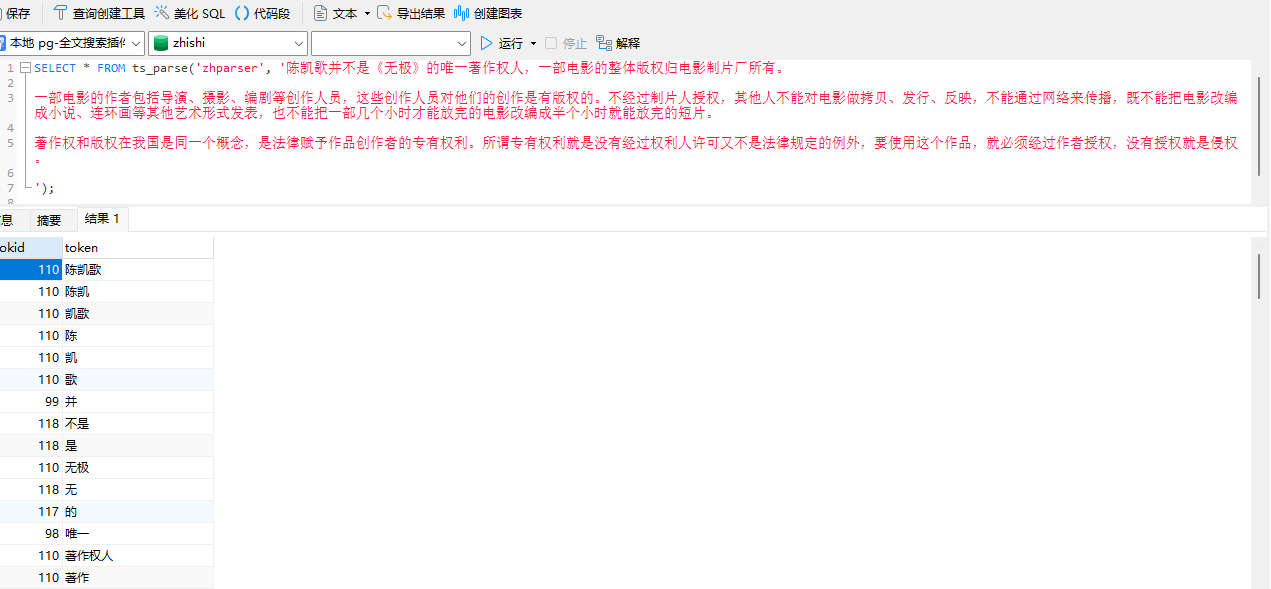 保存 查询创建工具 美化 SQL 代码段 文本 导出结果 创建图表
本地 pg-全文搜索插件 zhishi 运行 停止 解释
1 SELECT * FROM ts_parse('zhparser', '陈凯歌并不是《无极》的唯一著作权人，一部电影的整体版权归电影制片厂所有。
2
3 一部电影的作者包括导演、摄影、编剧等创作人员，这些创作人员对他们的创作是有版权的。不经过制片人授权，其他人不能对电影做拷贝、发行、反映，不能通过网络来传播，既不能把电影改编
成小说、连环画等其他艺术形式发表，也不能把一部几个小时才能放完的电影改编成半个小时就能放完的短片。
4
5 著作权和版权在我国是同一个概念，是法律赋予作品创作者的专有权利。所谓专有权利就是没有经过权利人许可又不是法律规定的例外，要使用这个作品，就必须经过作者授权，没有授权就是侵权
。
6
7 ');
8
息 摘要 结果 1
okid token
110 陈凯歌
110 陈凯
110 凯歌
110 陈
110 凯
110 歌
99 并
118 不是
118 是
110 无极
118 无
117 的
98 唯一
110 著作权人
110 著作